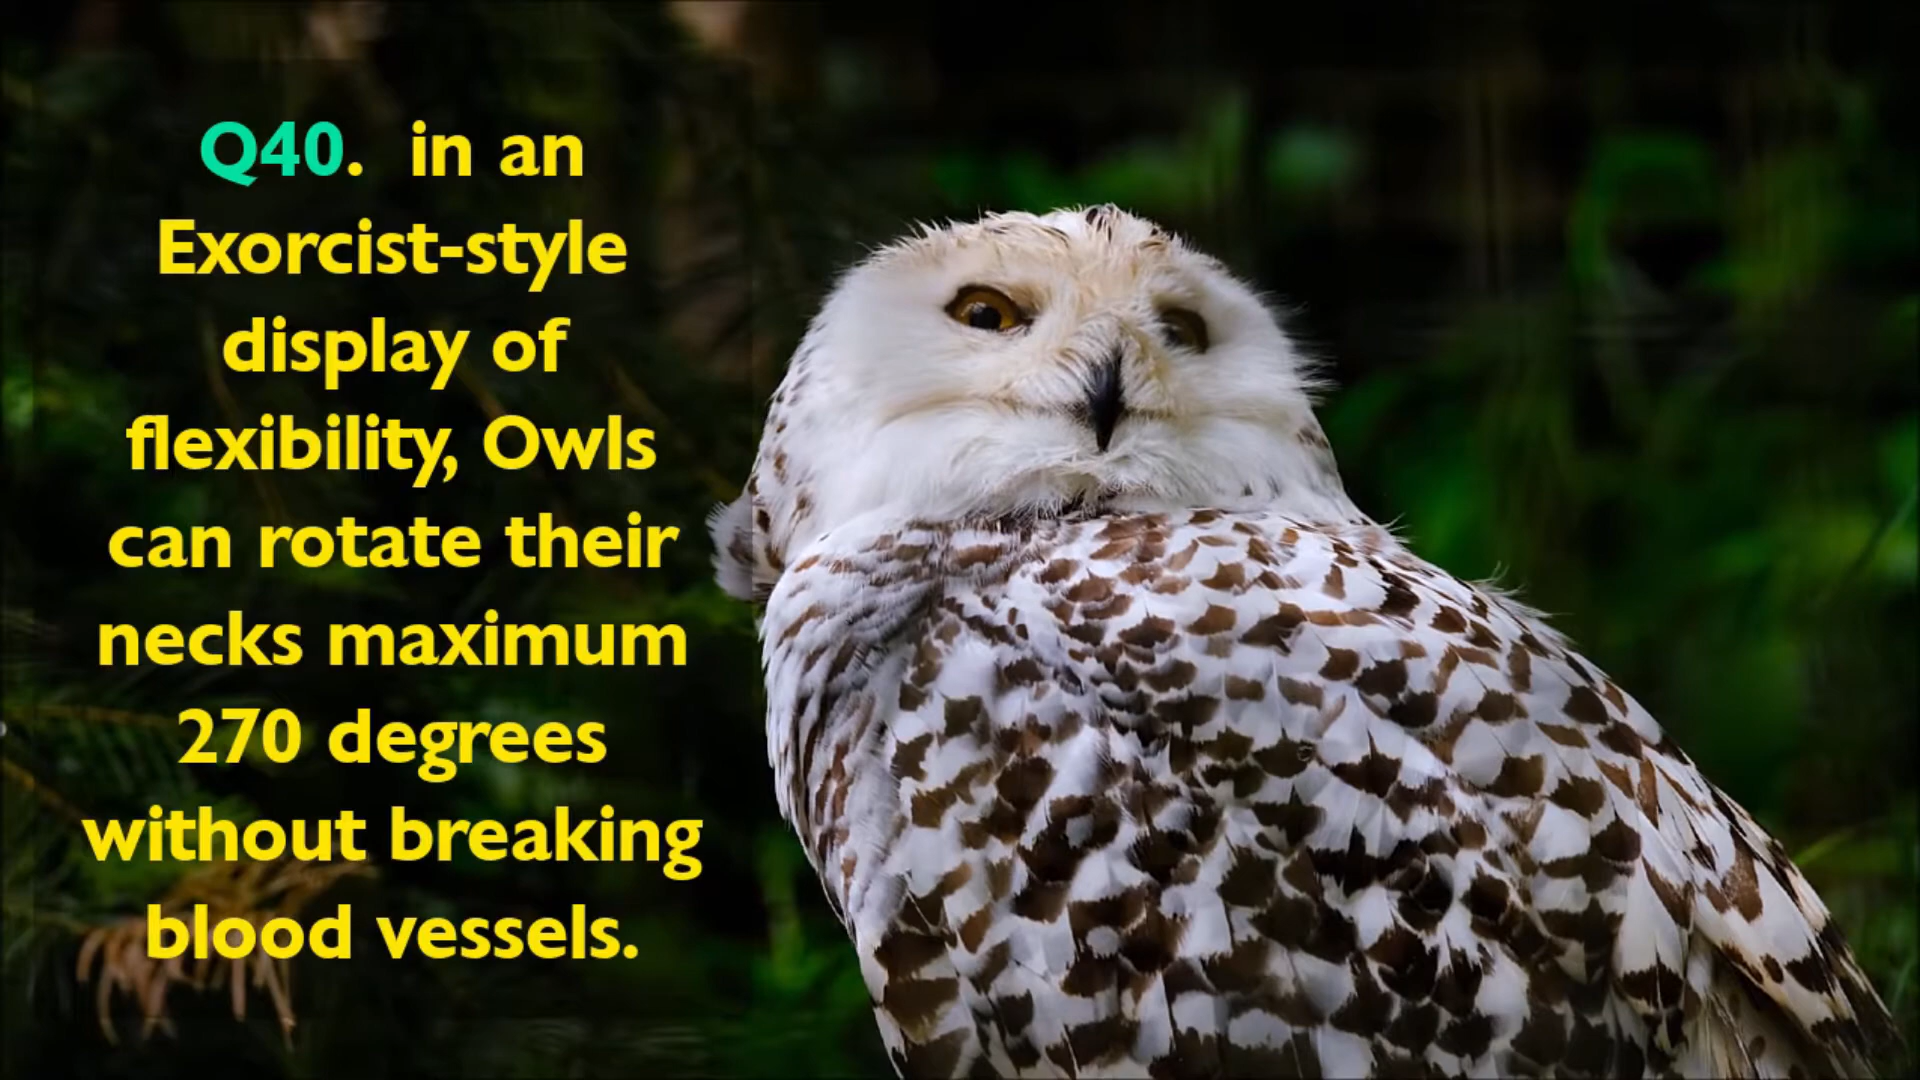 Q40. in an
Exorcist-style
display of
flexibility, Owls
can rotate their
necks maximum
270 degrees
without breaking
blood vessels.